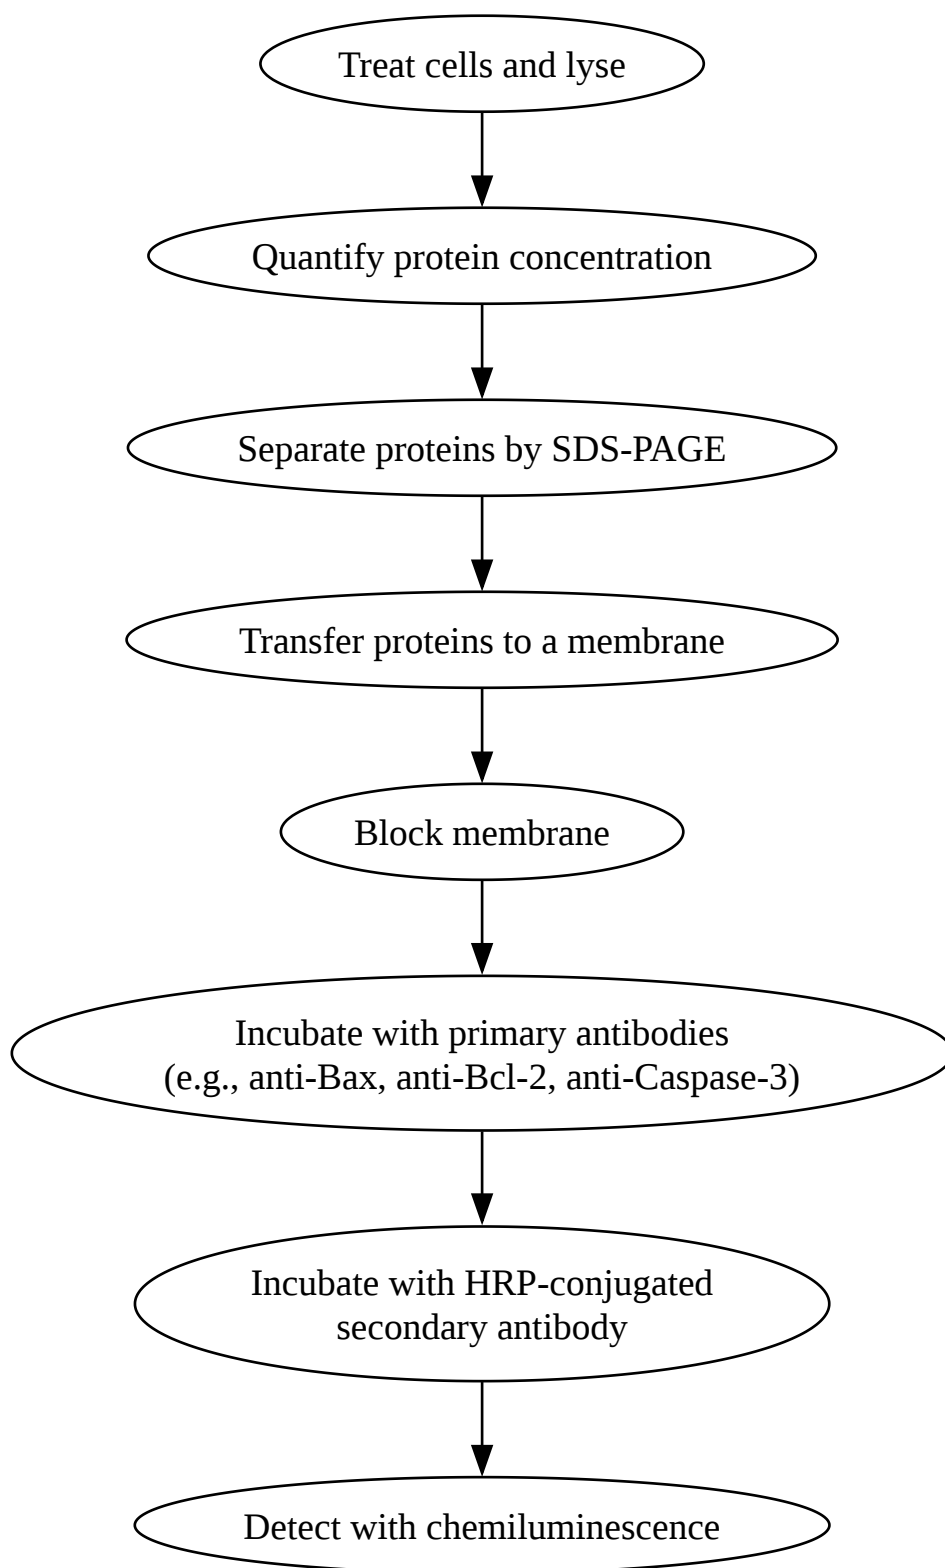 Treat cells and lyse
Quantify protein concentration
Separate proteins by SDS-PAGE
Transfer proteins to a membrane
Block membrane
Incubate with primary antibodies
(e.g., anti-Bax, anti-Bcl-2, anti-Caspase-3)
Incubate with HRP-conjugated
secondary antibody
Detect with chemiluminescence